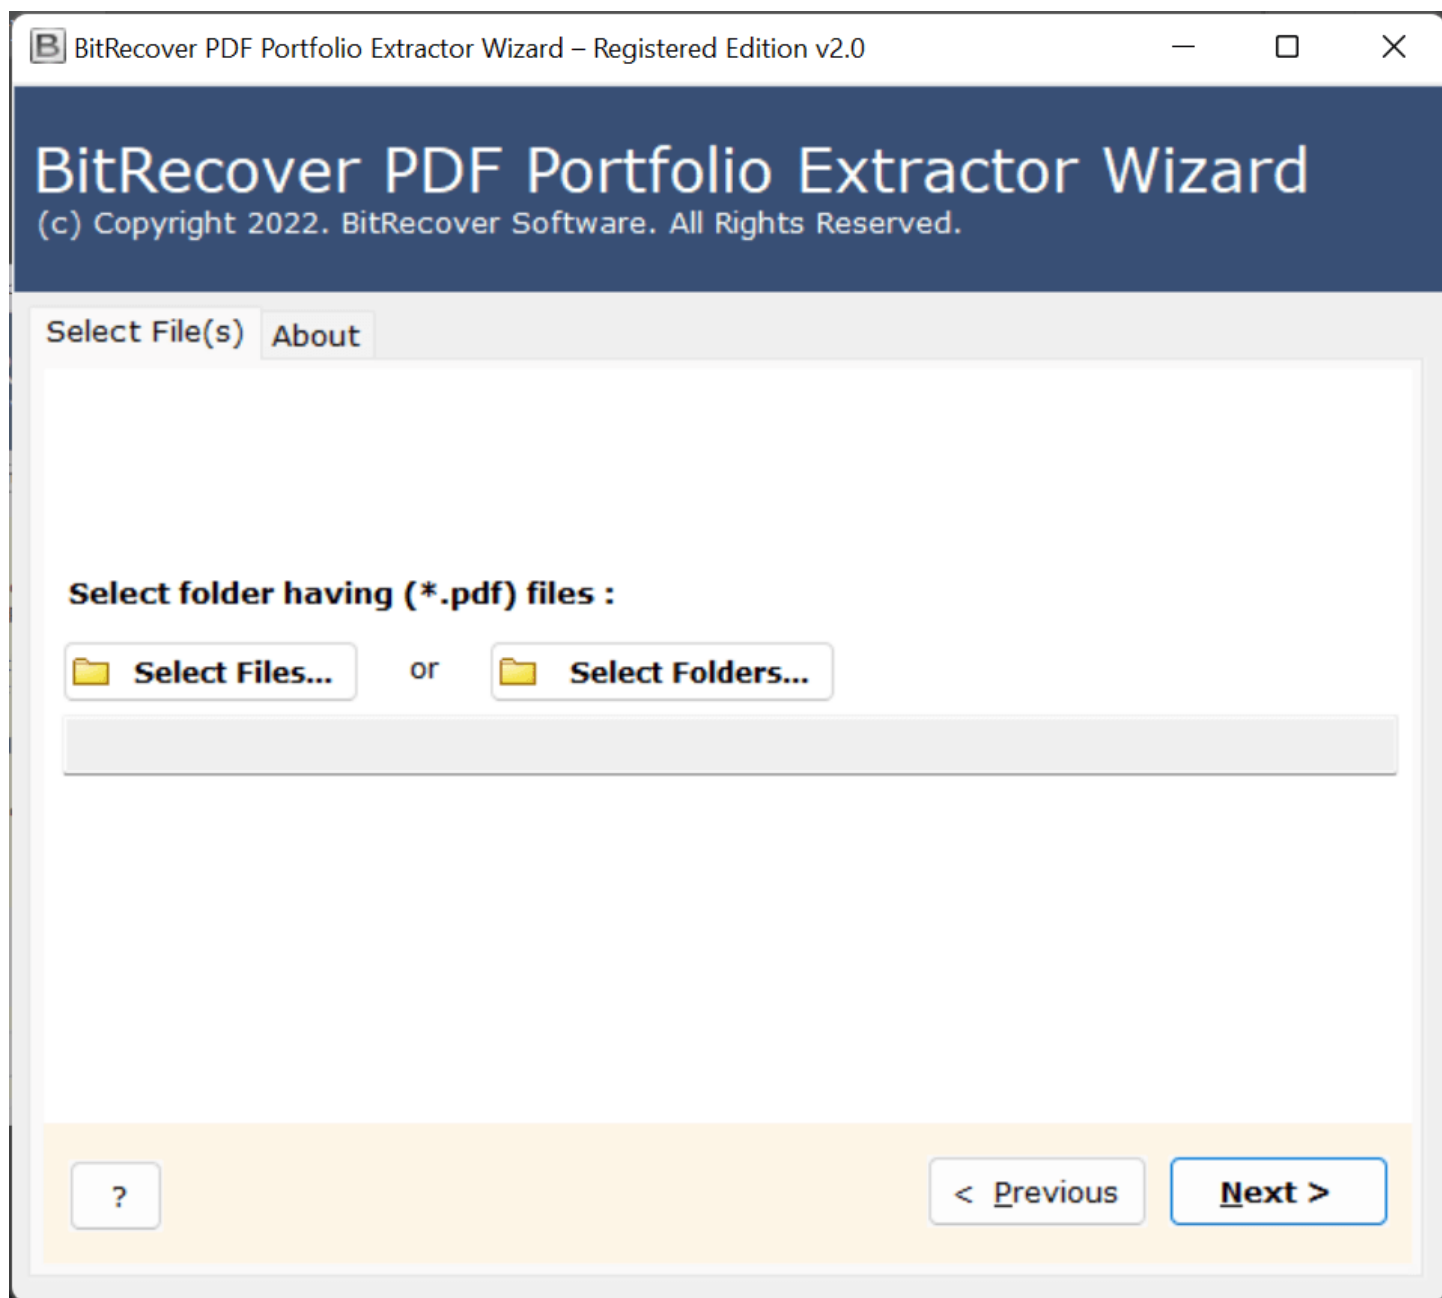 BitRecover PDF Portfolio Extractor Wizard – Registered Edition v2.0
BitRecover PDF Portfolio Extractor Wizard
(c) Copyright 2022. BitRecover Software. All Rights Reserved.
Select File(s) About
Select folder having (*.pdf) files :
Select Files... or Select Folders...
? < Previous Next >